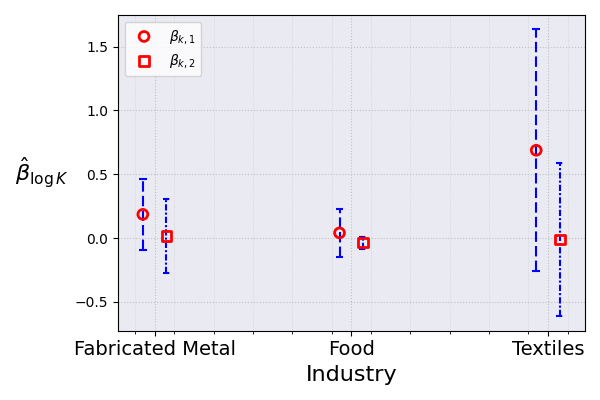 β_{k,1}
β_{k,2}
1.5
1.0
0.5
0.0
−0.5
β̂_{log K}
Fabricated Metal Food Textiles
Industry